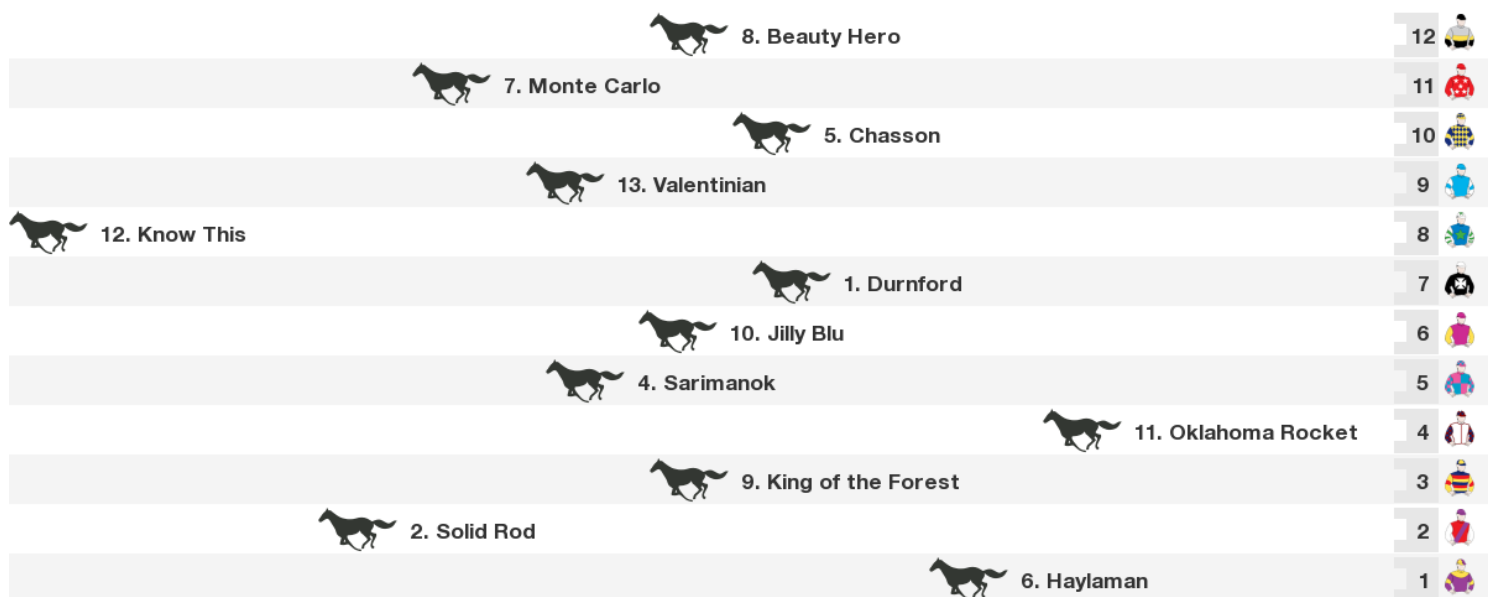 8. Beauty Hero 12
7. Monte Carlo 11
5. Chasson 10
13. Valentinian 9
12. Know This 8
1. Durnford 7
10. Jilly Blu 6
4. Sarimanok 5
11. Oklahoma Rocket 4
9. King of the Forest 3
2. Solid Rod 2
6. Haylaman 1